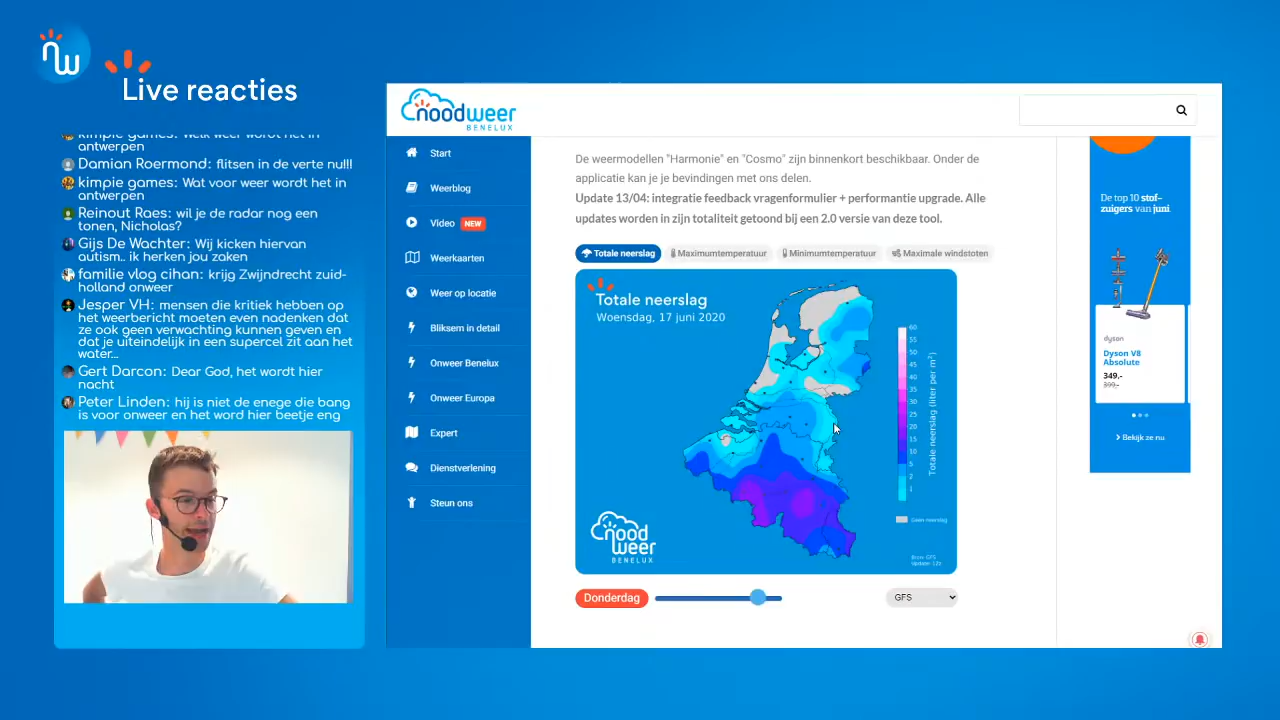 nw
Live reacties
kimpie games: Welk weer wordt het in
antwerpen
Damian Roermond: flitsen in de verte nu!!!
kimpie games: Wat voor weer wordt het in
antwerpen
Reinout Raes: wil je de radar nog een
tonen, Nicholas?
Gijs De Wachter: Wij kicken hiervan
autism.. ik herken jou zaken
familie vlog cihan: krijg Zwijndrecht zuid-
holland onweer
Jesper VH: mensen die kritiek hebben op
het weerbericht moeten even nadenken dat
ze ook geen verwachting kunnen geven en
dat je uiteindelijk in een supercel zit aan het
water...
Gert Darcon: Dear God, het wordt hier
nacht
Peter Linden: hij is niet de enege die bang
is voor onweer en het word hier beetje eng
noodweer
BENELUX
Start
Weerblog
Video NEW
Weerkaarten
Weer op locatie
Bliksem in detail
Onweer Benelux
Onweer Europa
Expert
Dienstverlening
Steun ons
De weermodellen "Harmonie" en "Cosmo" zijn binnenkort beschikbaar. Onder de
applicatie kan je je bevindingen met ons delen.
Update 13/04: integratie feedback vragenformulier + performantie upgrade. Alle
updates worden in zijn totaliteit getoond bij een 2.0 versie van deze tool.
Totale neerslag Maximumtemperatuur Minimumtemperatuur Maximale windstoten
Totale neerslag
Woensdag, 17 juni 2020
60
55
50
45
40
35
30
25
20
15
10
5
2
1
Totale neerslag (liter per m²)
Geen neerslag
Bron: GFS
Update: 12z
nood
weer
BENELUX
Donderdag
GFS
De top 10 stof-
zuigers van juni.
dyson
Dyson V8
Absolute
349,-
399,-
Bekijk ze nu